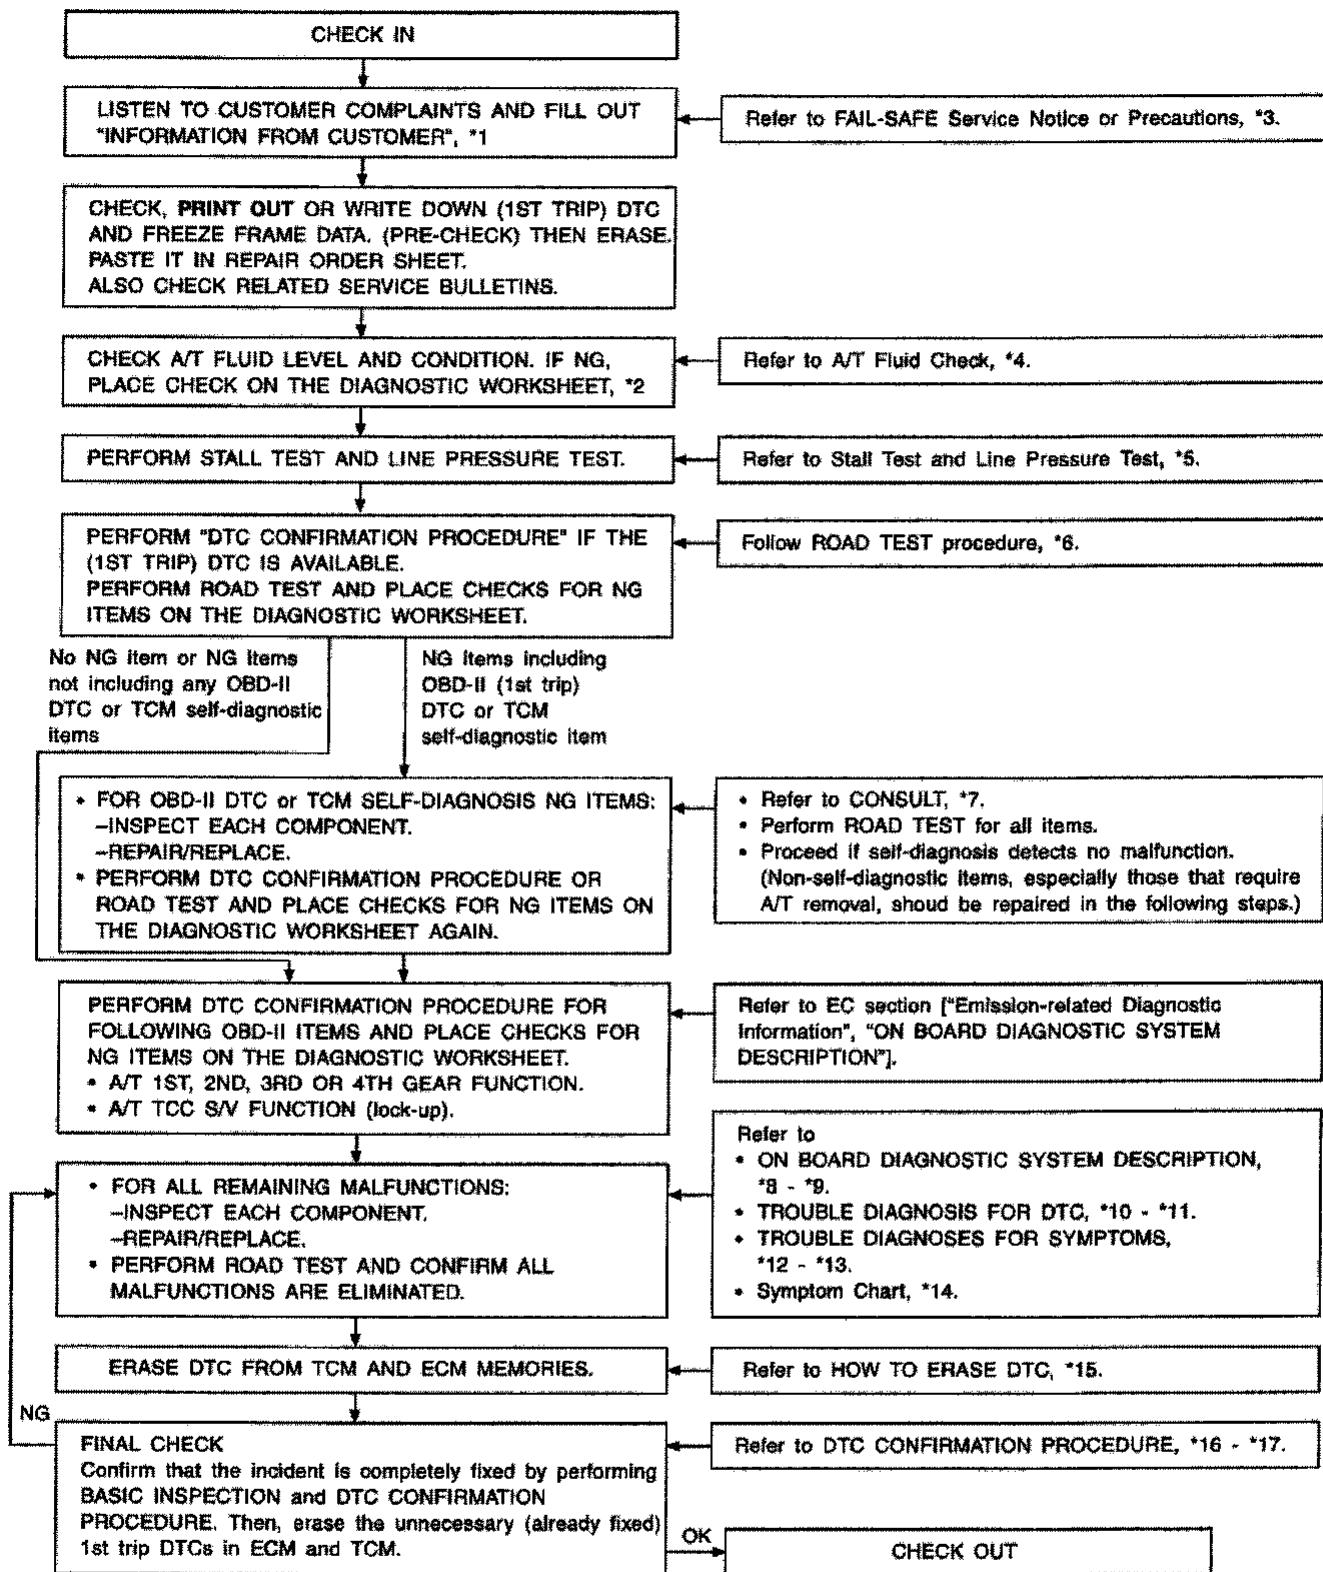 CHECK IN
LISTEN TO CUSTOMER COMPLAINTS AND FILL OUT
"INFORMATION FROM CUSTOMER", *1
Refer to FAIL-SAFE Service Notice or Precautions, *3.
CHECK, PRINT OUT OR WRITE DOWN (1ST TRIP) DTC
AND FREEZE FRAME DATA. (PRE-CHECK) THEN ERASE.
PASTE IT IN REPAIR ORDER SHEET.
ALSO CHECK RELATED SERVICE BULLETINS.
CHECK A/T FLUID LEVEL AND CONDITION. IF NG,
PLACE CHECK ON THE DIAGNOSTIC WORKSHEET, *2
Refer to A/T Fluid Check, *4.
PERFORM STALL TEST AND LINE PRESSURE TEST.
Refer to Stall Test and Line Pressure Test, *5.
PERFORM "DTC CONFIRMATION PROCEDURE" IF THE
(1ST TRIP) DTC IS AVAILABLE.
PERFORM ROAD TEST AND PLACE CHECKS FOR NG
ITEMS ON THE DIAGNOSTIC WORKSHEET.
Follow ROAD TEST procedure, *6.
No NG item or NG items
not including any OBD-II
DTC or TCM self-diagnostic
items
NG items including
OBD-II (1st trip)
DTC or TCM
self-diagnostic item
• FOR OBD-II DTC or TCM SELF-DIAGNOSIS NG ITEMS:
–INSPECT EACH COMPONENT.
–REPAIR/REPLACE.
• PERFORM DTC CONFIRMATION PROCEDURE OR
ROAD TEST AND PLACE CHECKS FOR NG ITEMS ON
THE DIAGNOSTIC WORKSHEET AGAIN.
• Refer to CONSULT, *7.
• Perform ROAD TEST for all items.
• Proceed if self-diagnosis detects no malfunction.
(Non-self-diagnostic items, especially those that require
A/T removal, shoud be repaired in the following steps.)
PERFORM DTC CONFIRMATION PROCEDURE FOR
FOLLOWING OBD-II ITEMS AND PLACE CHECKS FOR
NG ITEMS ON THE DIAGNOSTIC WORKSHEET.
• A/T 1ST, 2ND, 3RD OR 4TH GEAR FUNCTION.
• A/T TCC S/V FUNCTION (lock-up).
Refer to EC section ["Emission-related Diagnostic
Information", "ON BOARD DIAGNOSTIC SYSTEM
DESCRIPTION"].
• FOR ALL REMAINING MALFUNCTIONS:
–INSPECT EACH COMPONENT.
–REPAIR/REPLACE.
• PERFORM ROAD TEST AND CONFIRM ALL
MALFUNCTIONS ARE ELIMINATED.
Refer to
• ON BOARD DIAGNOSTIC SYSTEM DESCRIPTION,
*8 - *9.
• TROUBLE DIAGNOSIS FOR DTC, *10 - *11.
• TROUBLE DIAGNOSES FOR SYMPTOMS,
*12 - *13.
• Symptom Chart, *14.
ERASE DTC FROM TCM AND ECM MEMORIES.
Refer to HOW TO ERASE DTC, *15.
NG
FINAL CHECK
Confirm that the incident is completely fixed by performing
BASIC INSPECTION and DTC CONFIRMATION
PROCEDURE. Then, erase the unnecessary (already fixed)
1st trip DTCs in ECM and TCM.
Refer to DTC CONFIRMATION PROCEDURE, *16 - *17.
OK
CHECK OUT